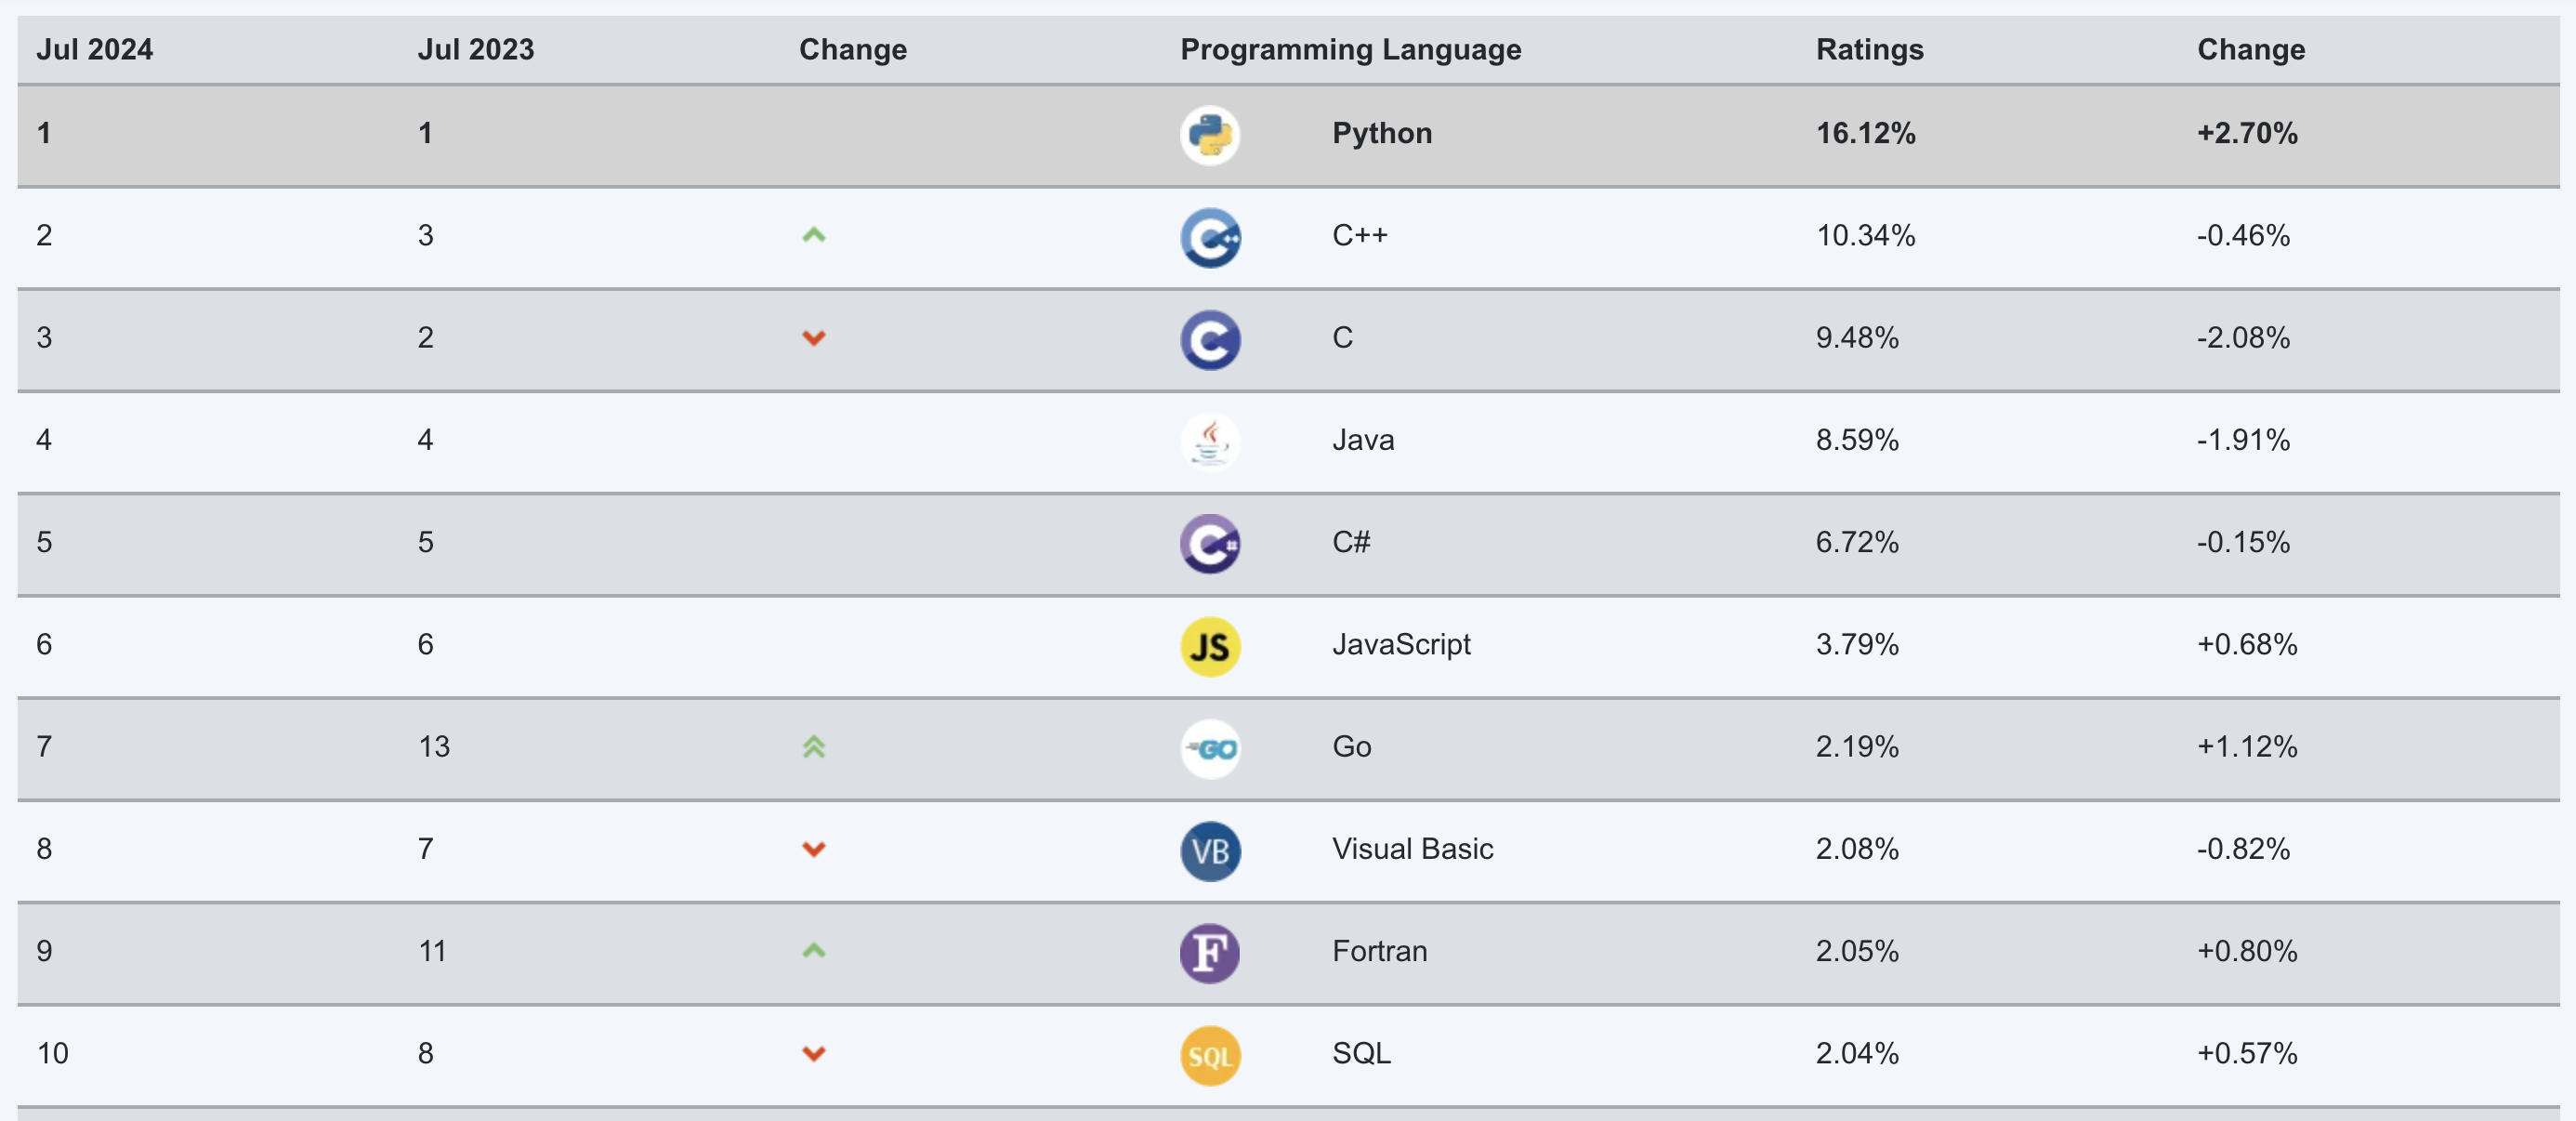 Jul 2024 Jul 2023 Change Programming Language Ratings Change
1 1 Python 16.12% +2.70%
2 3 C++ C++ 10.34% -0.46%
3 2 C C 9.48% -2.08%
4 4 Java 8.59% -1.91%
5 5 C# C# 6.72% -0.15%
6 6 JS JavaScript 3.79% +0.68%
7 13 GO Go 2.19% +1.12%
8 7 VB Visual Basic 2.08% -0.82%
9 11 F Fortran 2.05% +0.80%
10 8 SQL SQL 2.04% +0.57%